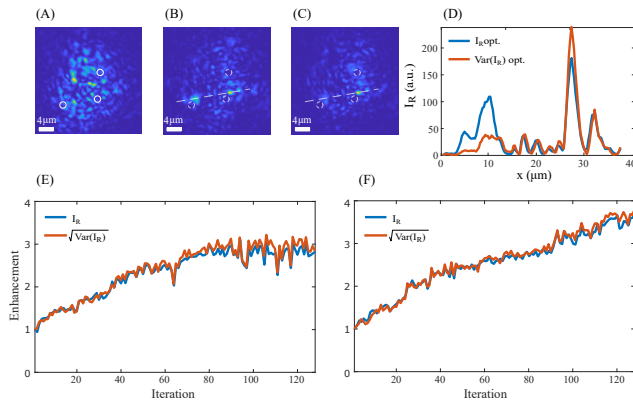 (A)
(B)
(C)
(D)
4μm
4μm
4μm
I_R opt.
Var(I_R) opt.
I_R (a.u.)
200
150
100
50
0
0 10 20 30 40
x (μm)
(E)
I_R
√Var(I_R)
Enhancement
4
3
2
1
0
20 40 60 80 100 120
Iteration
(F)
I_R
√Var(I_R)
4
3
2
1
0
20 40 60 80 100 120
Iteration